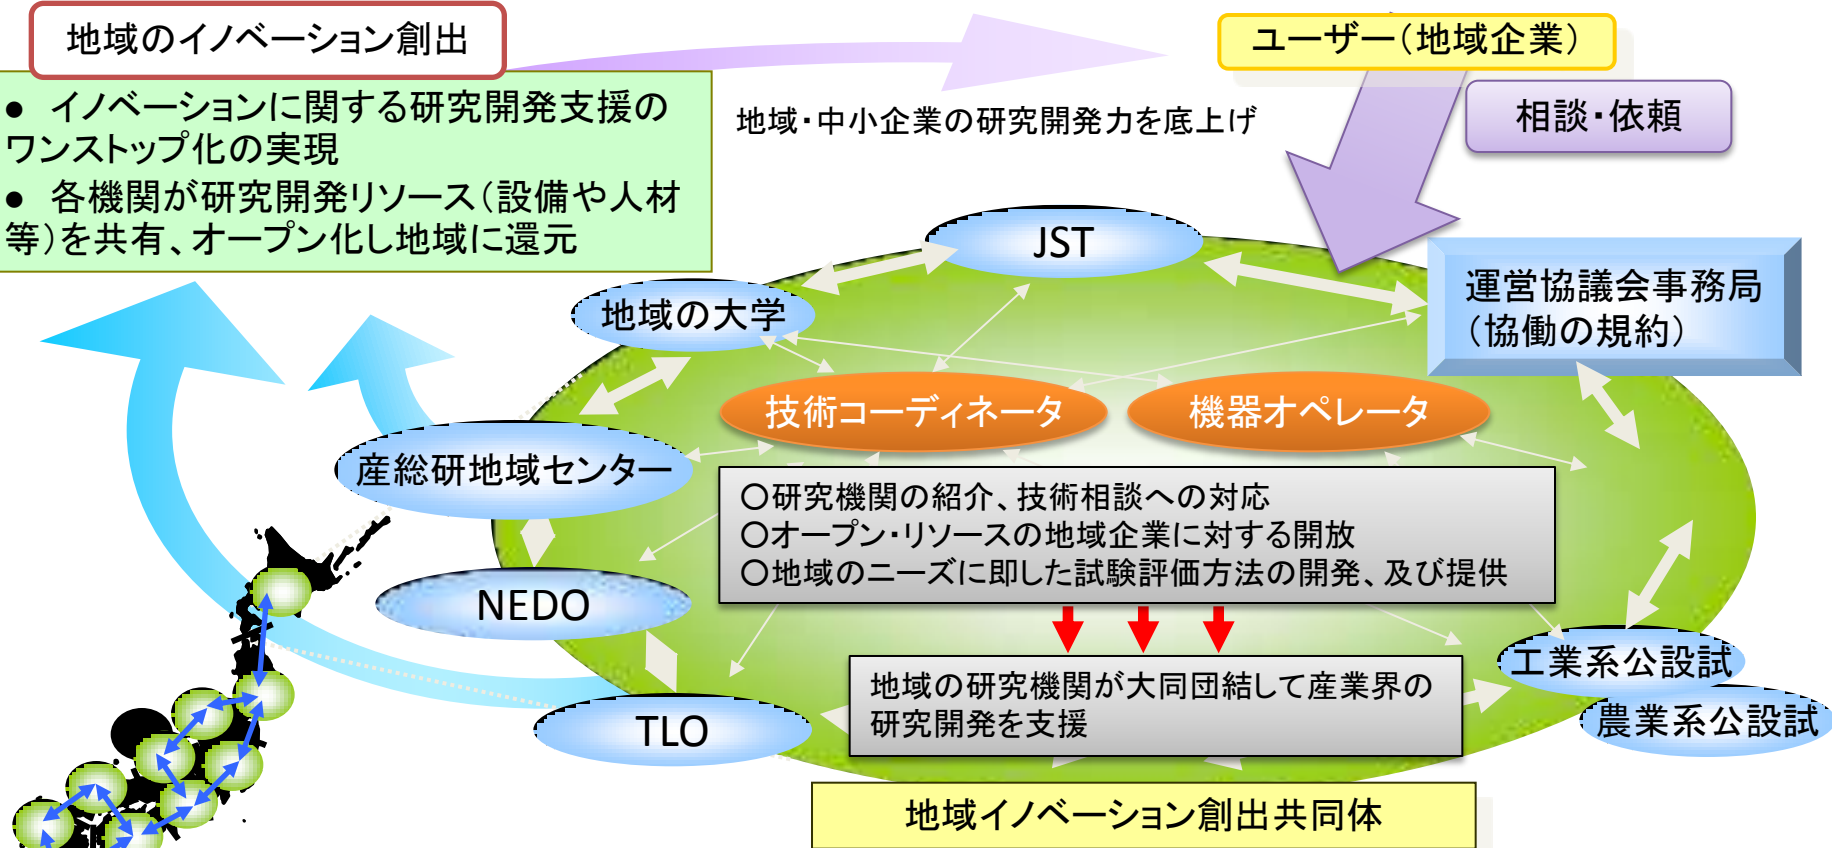 地域のイノベーション創出
ユーザー（地域企業）
● イノベーションに関する研究開発支援の
ワンストップ化の実現
● 各機関が研究開発リソース（設備や人材
等）を共有、オープン化し地域に還元
地域・中小企業の研究開発力を底上げ
相談・依頼
JST
運営協議会事務局
（協働の規約）
地域の大学
技術コーディネータ
機器オペレータ
産総研地域センター
○研究機関の紹介、技術相談への対応
○オープン・リソースの地域企業に対する開放
○地域のニーズに即した試験評価方法の開発、及び提供
NEDO
工業系公設試
地域の研究機関が大同団結して産業界の
研究開発を支援
農業系公設試
TLO
地域イノベーション創出共同体